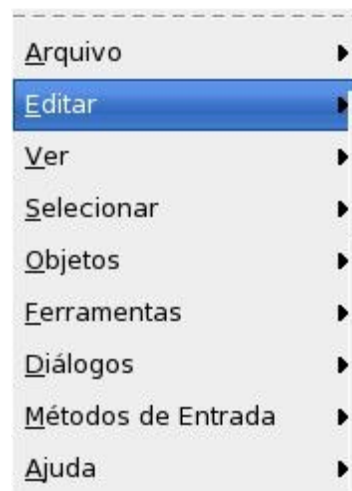 Arquivo
Editar
Ver
Selecionar
Objetos
Ferramentas
Diálogos
Métodos de Entrada
Ajuda